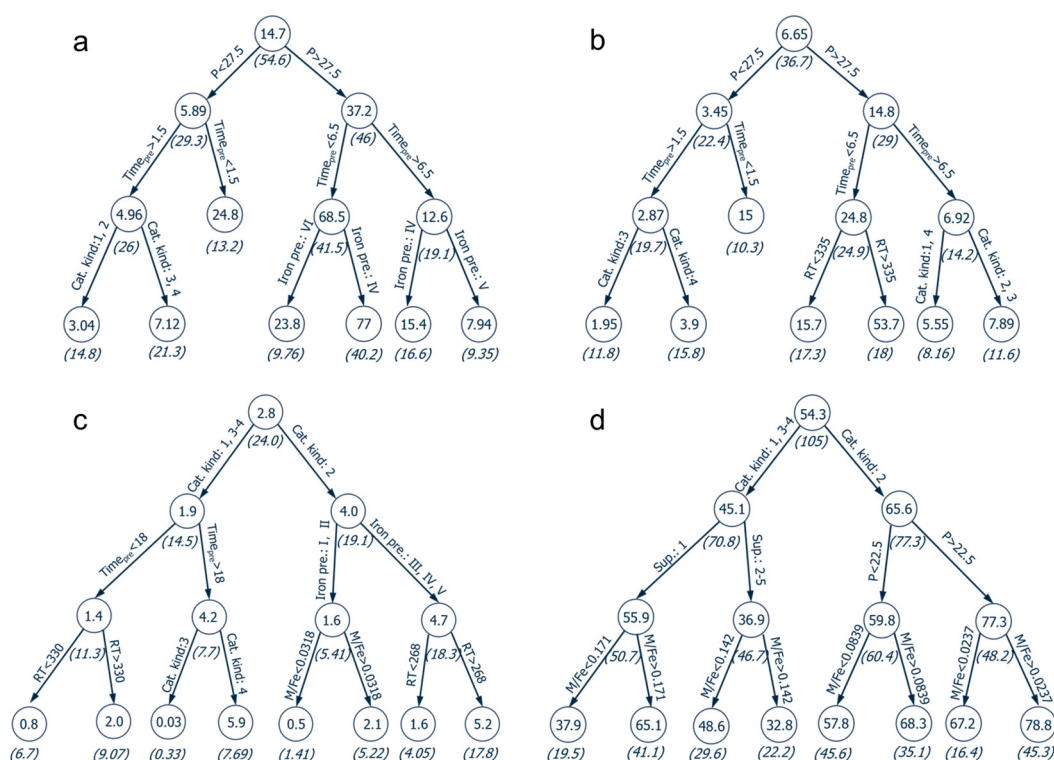 a
14.7
(54.6)
P<27.5
P>27.5
5.89
(29.3)
37.2
(46)
Time_pre>1.5
Time_pre<1.5
Time_pre<6.5
Time_pre>6.5
4.96
(26)
24.8
(13.2)
68.5
(41.5)
12.6
(19.1)
Cat. kind:1, 2
Cat. kind: 3, 4
Iron pre.: VI
Iron pre.: IV
Iron pre.: IV
Iron pre.: V
3.04
(14.8)
7.12
(21.3)
23.8
(9.76)
77
(40.2)
15.4
(16.6)
7.94
(9.35)
b
6.65
(36.7)
P<27.5
P>27.5
3.45
(22.4)
14.8
(29)
Time_pre>1.5
Time_pre<1.5
Time_pre<6.5
Time_pre>6.5
2.87
(19.7)
15
(10.3)
24.8
(24.9)
6.92
(14.2)
Cat. kind:3
Cat. kind:4
RT<335
RT>335
Cat. kind:1, 4
Cat. kind: 2, 3
1.95
(11.8)
3.9
(15.8)
15.7
(17.3)
53.7
(18)
5.55
(8.16)
7.89
(11.6)
c
2.8
(24.0)
Cat. kind: 1, 3-4
Cat. kind: 2
1.9
(14.5)
4.0
(19.1)
Time_pre<18
Time_pre>18
Iron pre.: I, II
Iron pre.: III, IV, V
1.4
(11.3)
4.2
(7.7)
1.6
(5.41)
4.7
(18.3)
RT<330
RT>330
Cat. kind:3
Cat. kind: 4
M/Fe<0.0318
M/Fe>0.0318
RT<268
RT>268
0.8
(6.7)
2.0
(9.07)
0.03
(0.33)
5.9
(7.69)
0.5
(1.41)
2.1
(5.22)
1.6
(4.05)
5.2
(17.8)
d
54.3
(105)
Cat. kind: 1, 3-4
Cat. kind: 2
45.1
(70.8)
65.6
(77.3)
Sup.: 1
Sup.: 2-5
P<22.5
P>22.5
55.9
(50.7)
36.9
(46.7)
59.8
(60.4)
77.3
(48.2)
M/Fe<0.171
M/Fe>0.171
M/Fe<0.142
M/Fe>0.142
M/Fe<0.0839
M/Fe>0.0839
M/Fe<0.0237
M/Fe>0.0237
37.9
(19.5)
65.1
(41.1)
48.6
(29.6)
32.8
(22.2)
57.8
(45.6)
68.3
(35.1)
67.2
(16.4)
78.8
(45.3)